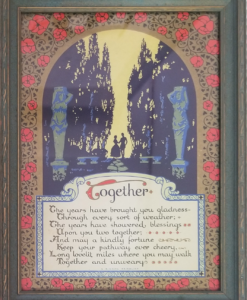 Together
The years have brought you gladness
Through every sort of weather;
The years have showered blessings
Upon you two together;
And may a kindly fortune
Keep your pathway ever cheery,
Long miles where you may walk
Together and unweary